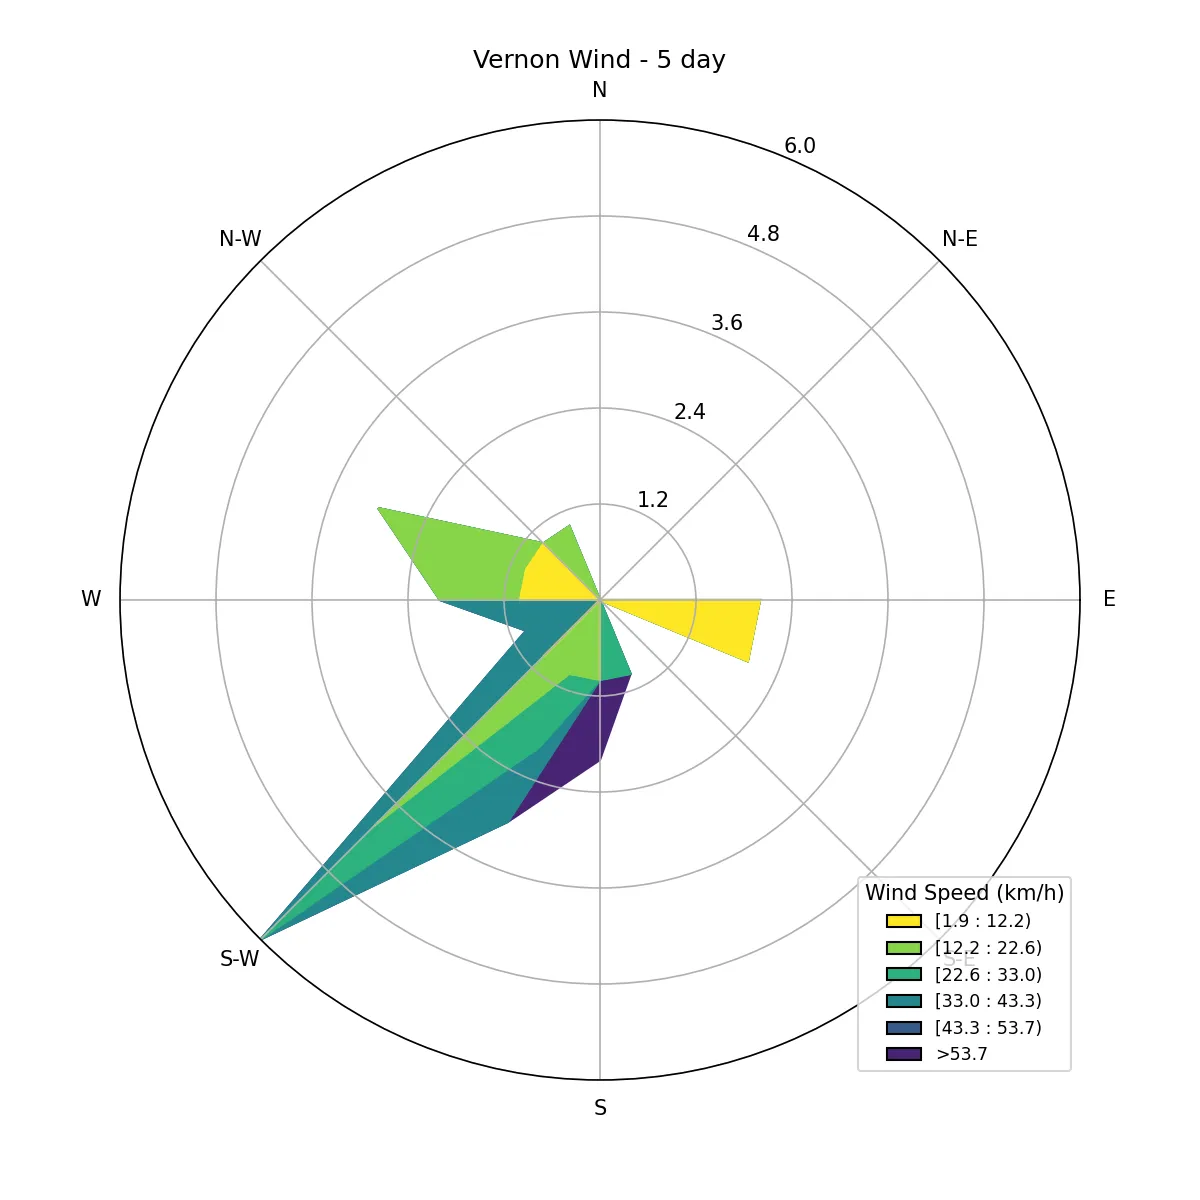 Vernon Wind - 5 day
N
6.0
N-W
N-E
4.8
3.6
2.4
1.2
W
E
Wind Speed (km/h)
[1.9 : 12.2)
[12.2 : 22.6)
S-W
S-E
[22.6 : 33.0)
[33.0 : 43.3)
[43.3 : 53.7)
>53.7
S